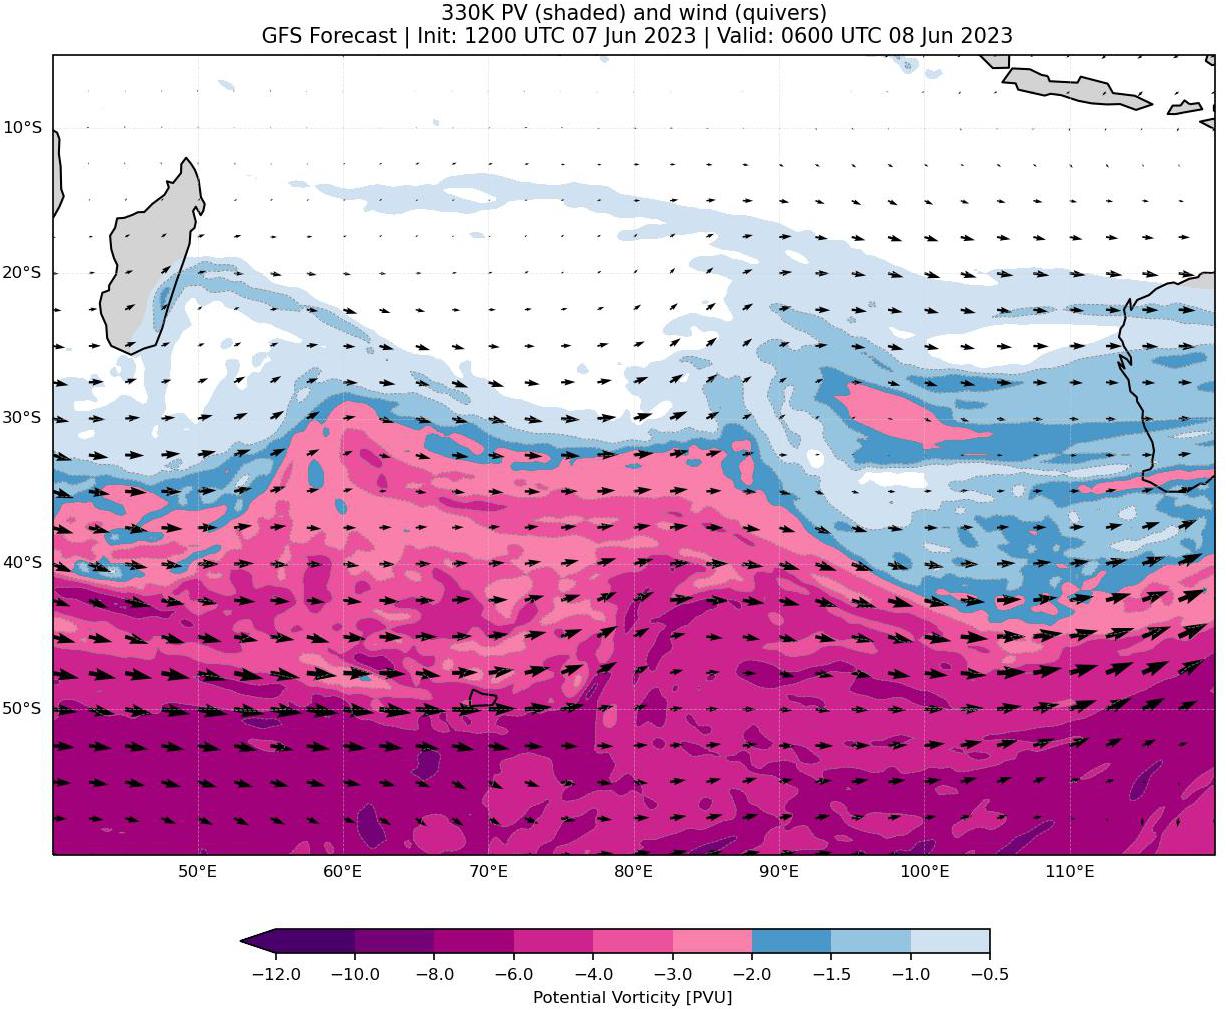 330K PV (shaded) and wind (quivers)
GFS Forecast | Init: 1200 UTC 07 Jun 2023 | Valid: 0600 UTC 08 Jun 2023
10°S
20°S
30°S
40°S
50°S
50°E 60°E 70°E 80°E 90°E 100°E 110°E
−12.0 −10.0 −8.0 −6.0 −4.0 −3.0 −2.0 −1.5 −1.0 −0.5
Potential Vorticity [PVU]